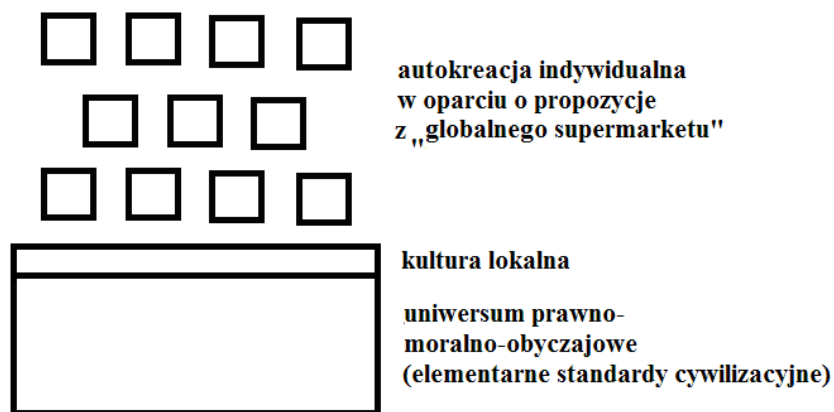 autokreacja indywidualna
w oparciu o propozycje
z „globalnego supermarketu"
kultura lokalna
uniwersum prawno-
moralno-obyczajowe
(elementarne standardy cywilizacyjne)